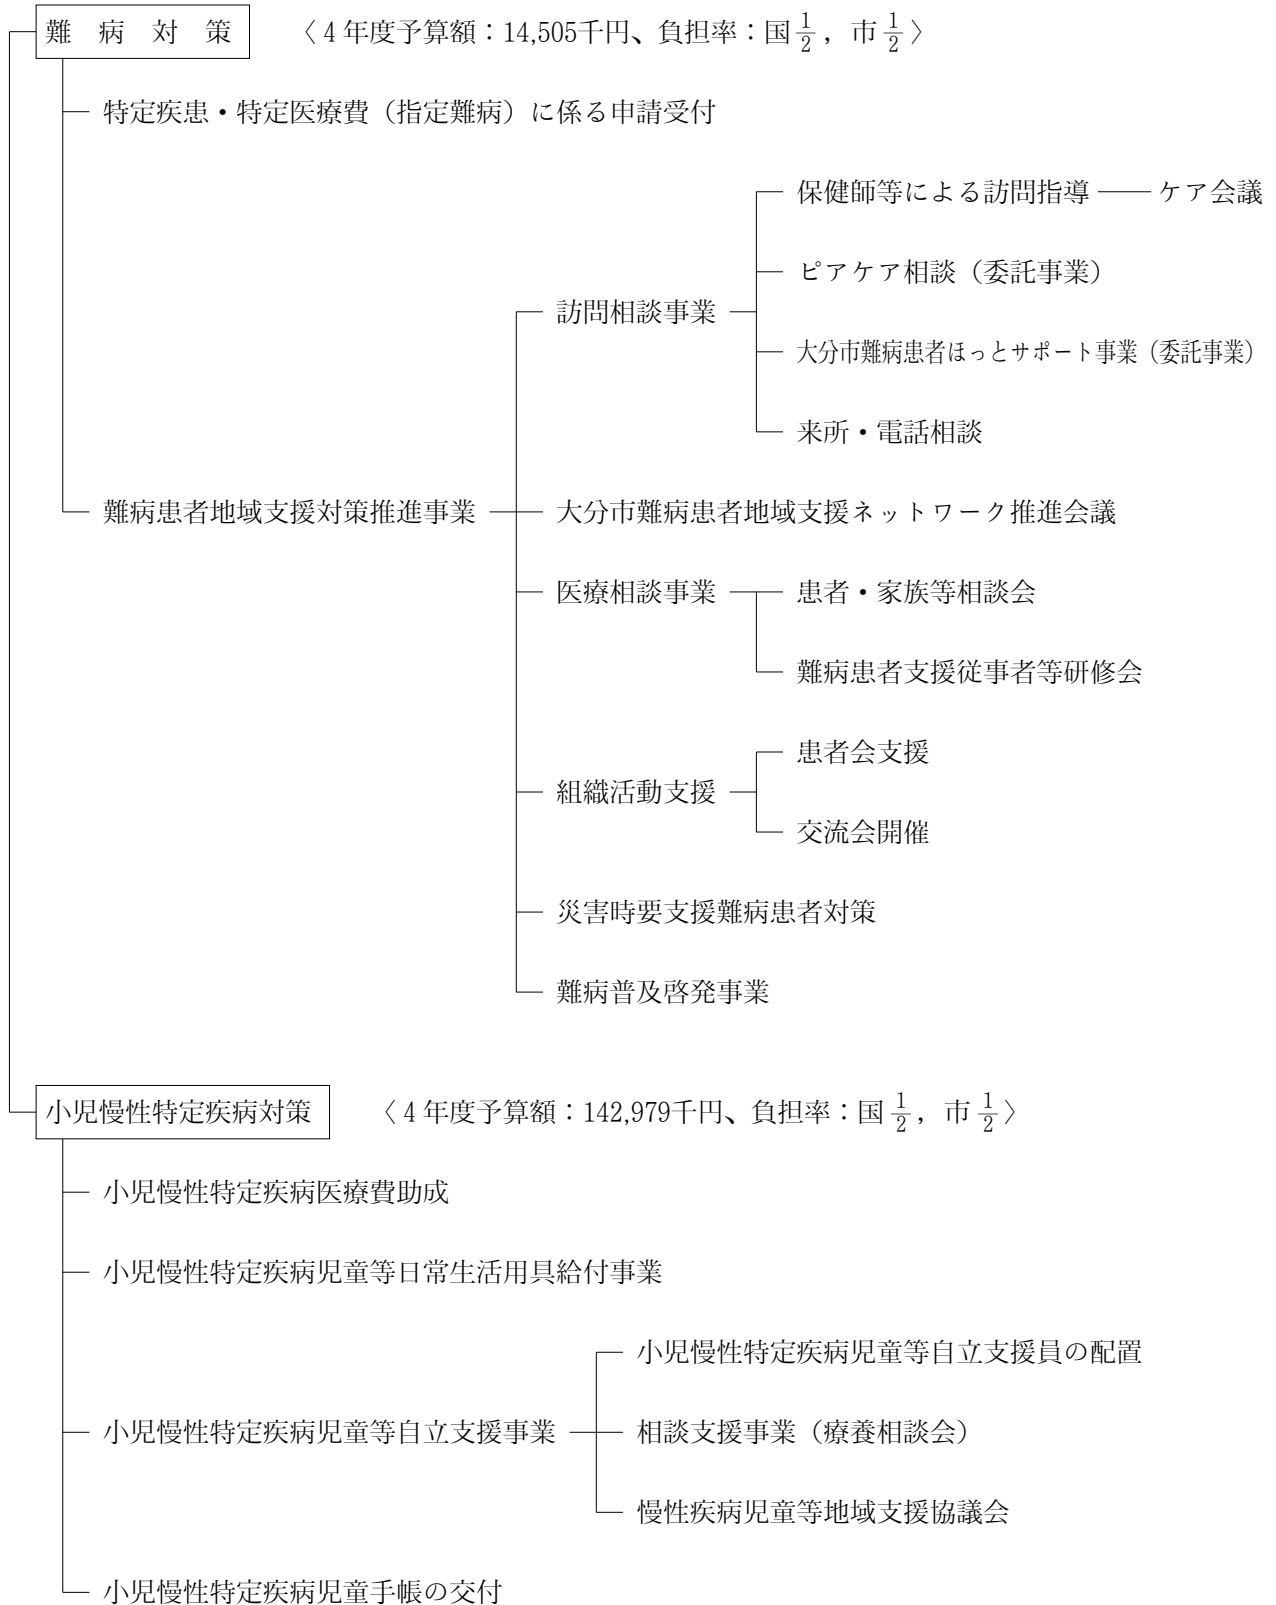 難病対策 〈4年度予算額：14,505千円、負担率：国1/2，市1/2〉
特定疾患・特定医療費（指定難病）に係る申請受付
保健師等による訪問指導 ケア会議
ピアケア相談（委託事業）
訪問相談事業
大分市難病患者ほっとサポート事業（委託事業）
来所・電話相談
難病患者地域支援対策推進事業 大分市難病患者地域支援ネットワーク推進会議
医療相談事業 患者・家族等相談会
難病患者支援従事者等研修会
患者会支援
組織活動支援
交流会開催
災害時要支援難病患者対策
難病普及啓発事業
小児慢性特定疾病対策 〈4年度予算額：142,979千円、負担率：国1/2，市1/2〉
小児慢性特定疾病医療費助成
小児慢性特定疾病児童等日常生活用具給付事業
小児慢性特定疾病児童等自立支援員の配置
小児慢性特定疾病児童等自立支援事業 相談支援事業（療養相談会）
慢性疾病児童等地域支援協議会
小児慢性特定疾病児童手帳の交付